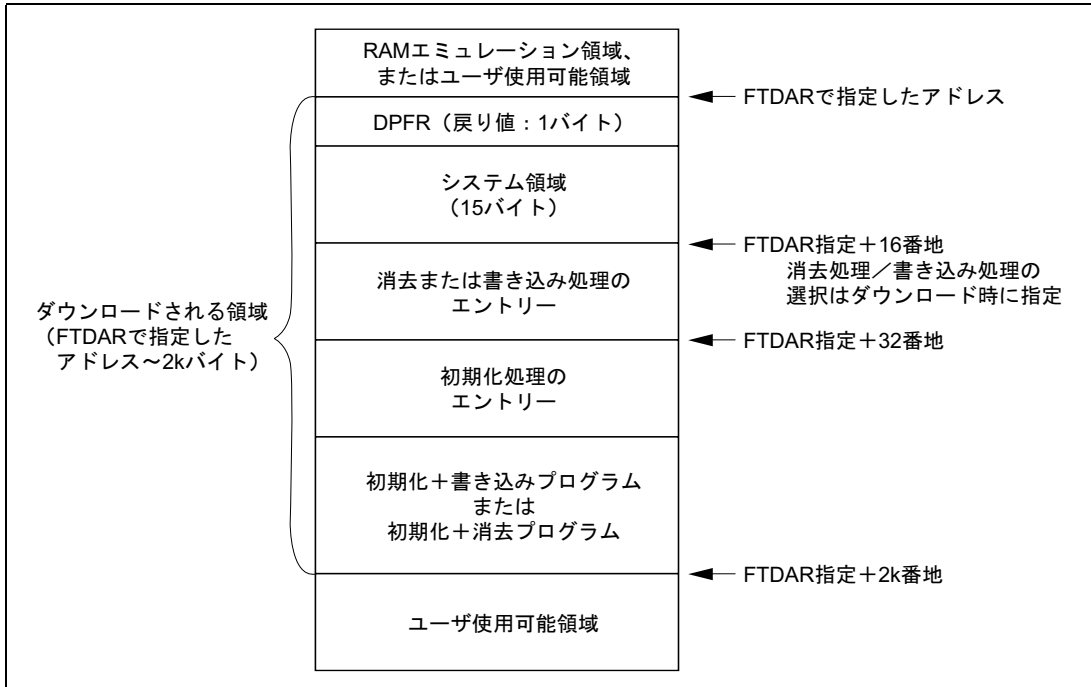 RAMエミュレーション領域、
またはユーザ使用可能領域
FTDARで指定したアドレス
DPFR（戻り値：1バイト）
システム領域
（15バイト）
FTDAR指定＋16番地
消去処理／書き込み処理の
選択はダウンロード時に指定
消去または書き込み処理の
エントリー
ダウンロードされる領域
（FTDARで指定した
アドレス～2kバイト）
FTDAR指定＋32番地
初期化処理の
エントリー
初期化＋書き込みプログラム
または
初期化＋消去プログラム
FTDAR指定＋2k番地
ユーザ使用可能領域